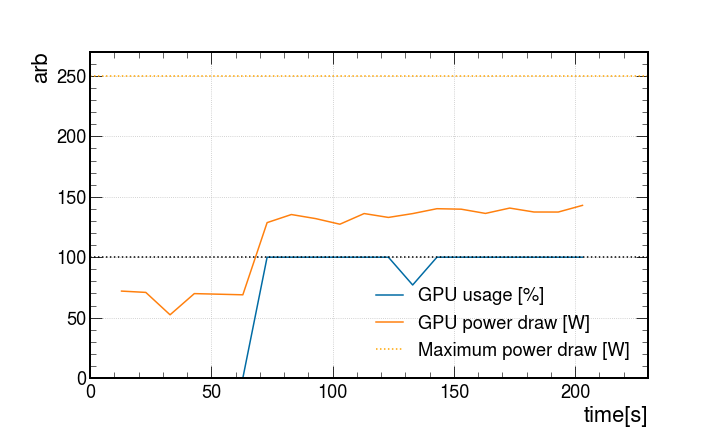 arb
250
200
150
100
50
0
GPU usage [%]
GPU power draw [W]
Maximum power draw [W]
0 50 100 150 200
time[s]